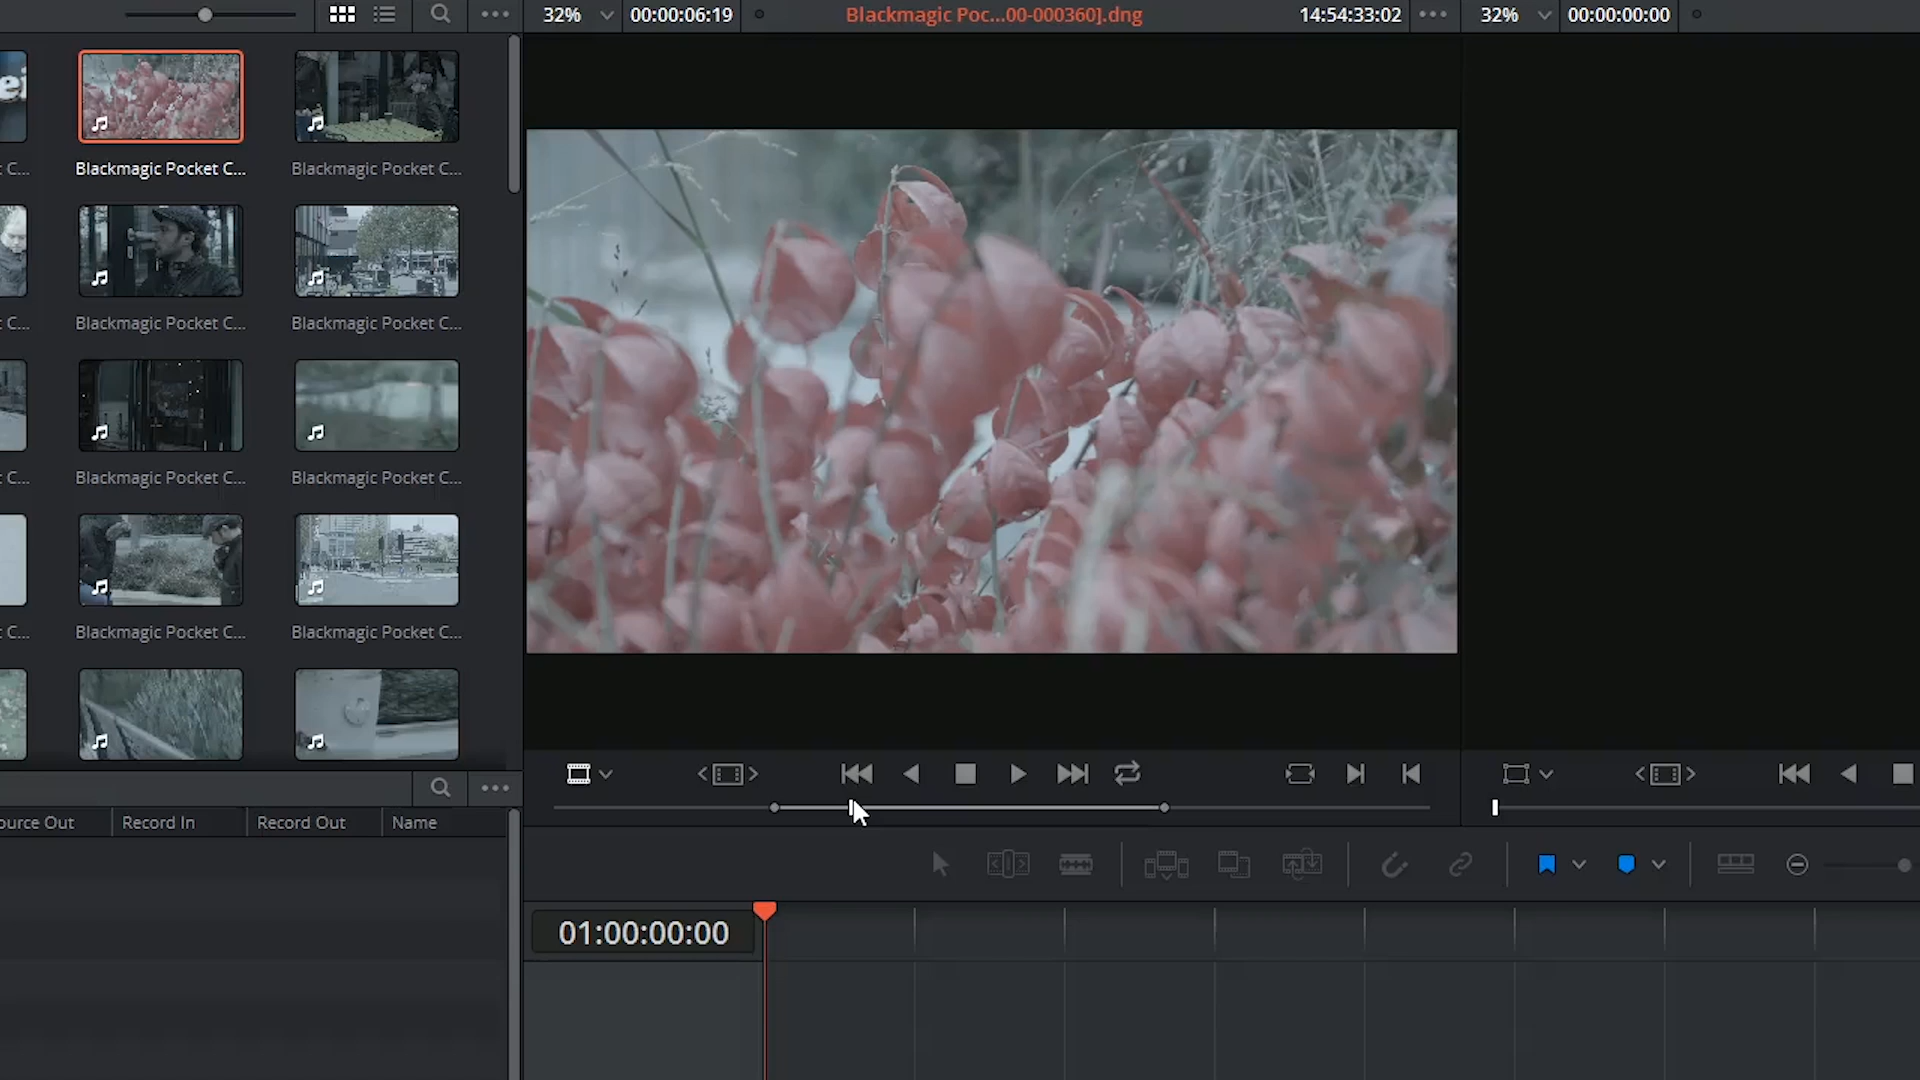 32% 00:00:06:19 Blackmagic Poc...00-000360].dng 14:54:33:02 32% 00:00:00:00
ei
C... Blackmagic Pocket C... Blackmagic Pocket C...
C... Blackmagic Pocket C... Blackmagic Pocket C...
C... Blackmagic Pocket C... Blackmagic Pocket C...
C... Blackmagic Pocket C... Blackmagic Pocket C...
ource Out Record In Record Out Name
01:00:00:00